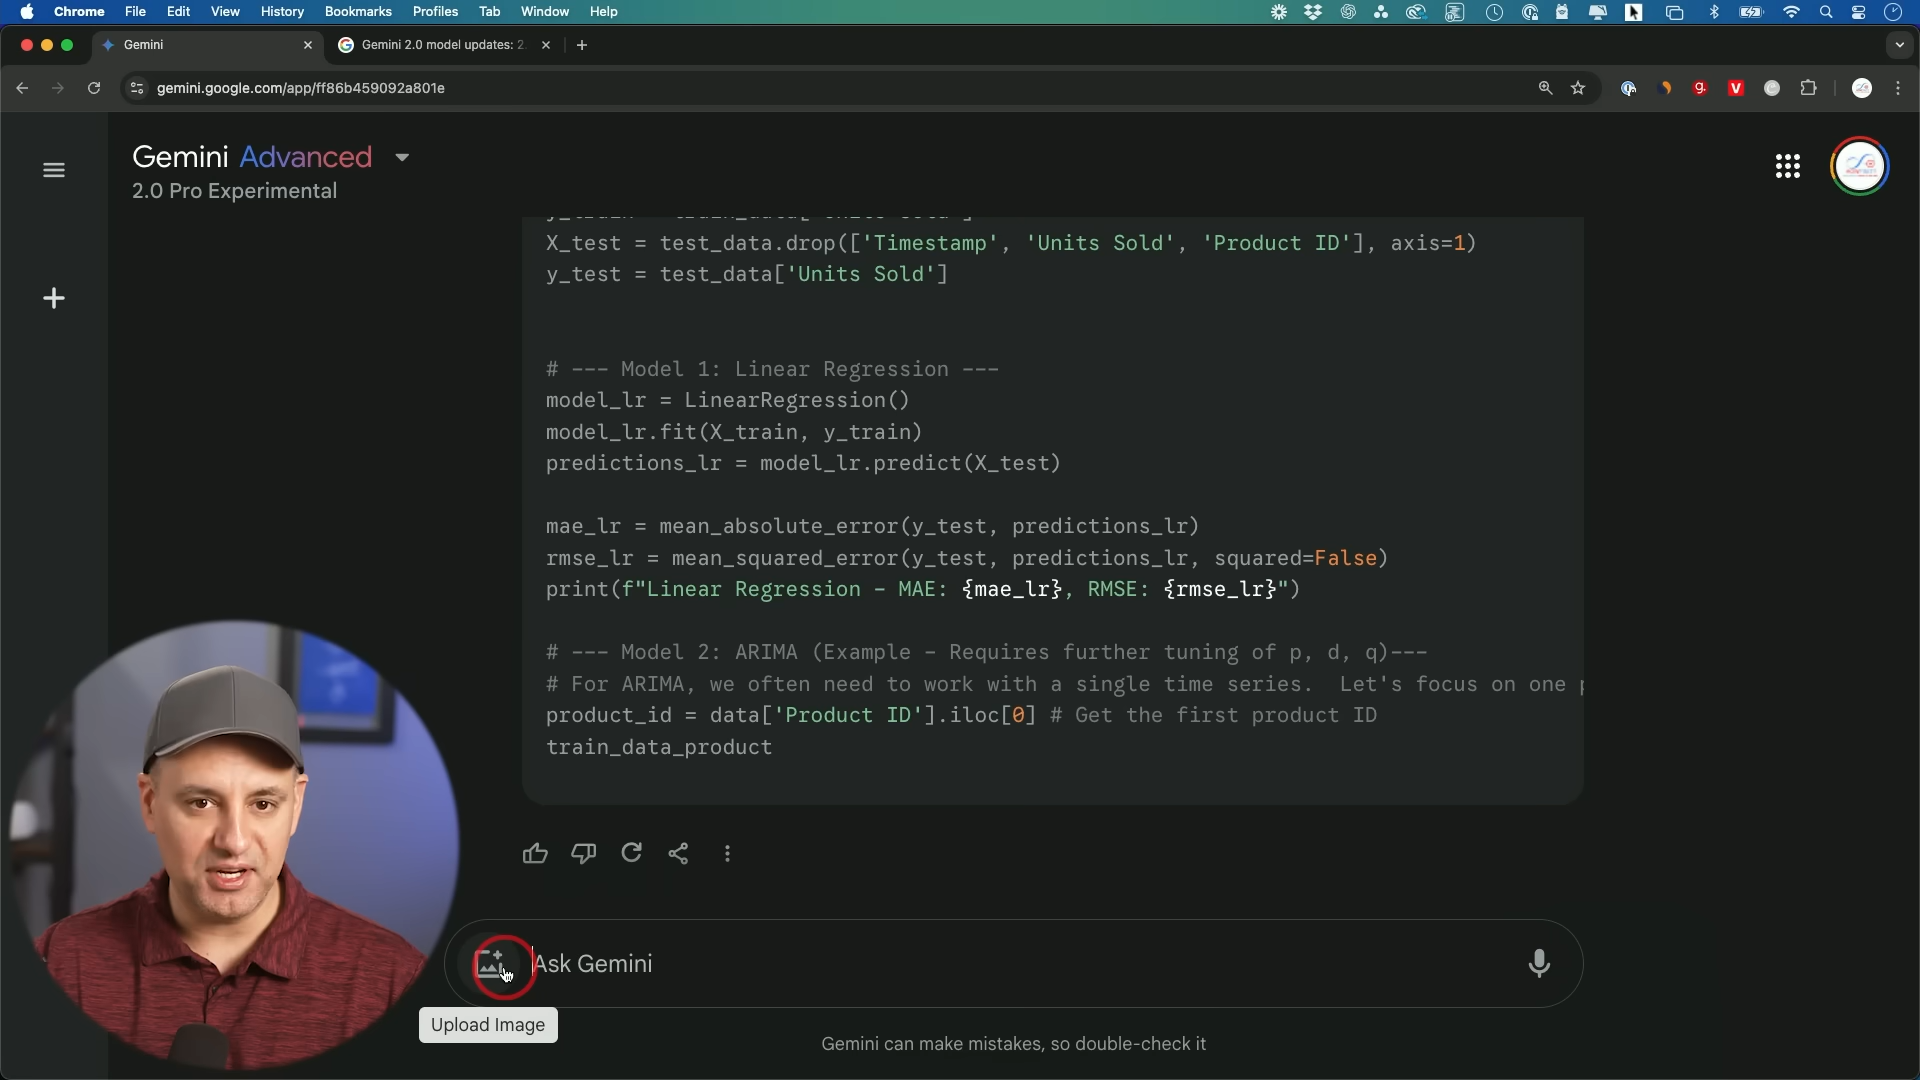 Chrome File Edit View History Bookmarks Profiles Tab Window Help
Gemini
Gemini 2.0 model updates: 2
gemini.google.com/app/ff86b459092a801e
Gemini Advanced
2.0 Pro Experimental
X_test = test_data.drop(['Timestamp', 'Units Sold', 'Product ID'], axis=1)
y_test = test_data['Units Sold']
# --- Model 1: Linear Regression ---
model_lr = LinearRegression()
model_lr.fit(X_train, y_train)
predictions_lr = model_lr.predict(X_test)
mae_lr = mean_absolute_error(y_test, predictions_lr)
rmse_lr = mean_squared_error(y_test, predictions_lr, squared=False)
print(f"Linear Regression - MAE: {mae_lr}, RMSE: {rmse_lr}")
# --- Model 2: ARIMA (Example - Requires further tuning of p, d, q)---
# For ARIMA, we often need to work with a single time series.  Let's focus on one
product_id = data['Product ID'].iloc[0] # Get the first product ID
train_data_product
Ask Gemini
Upload Image
Gemini can make mistakes, so double-check it